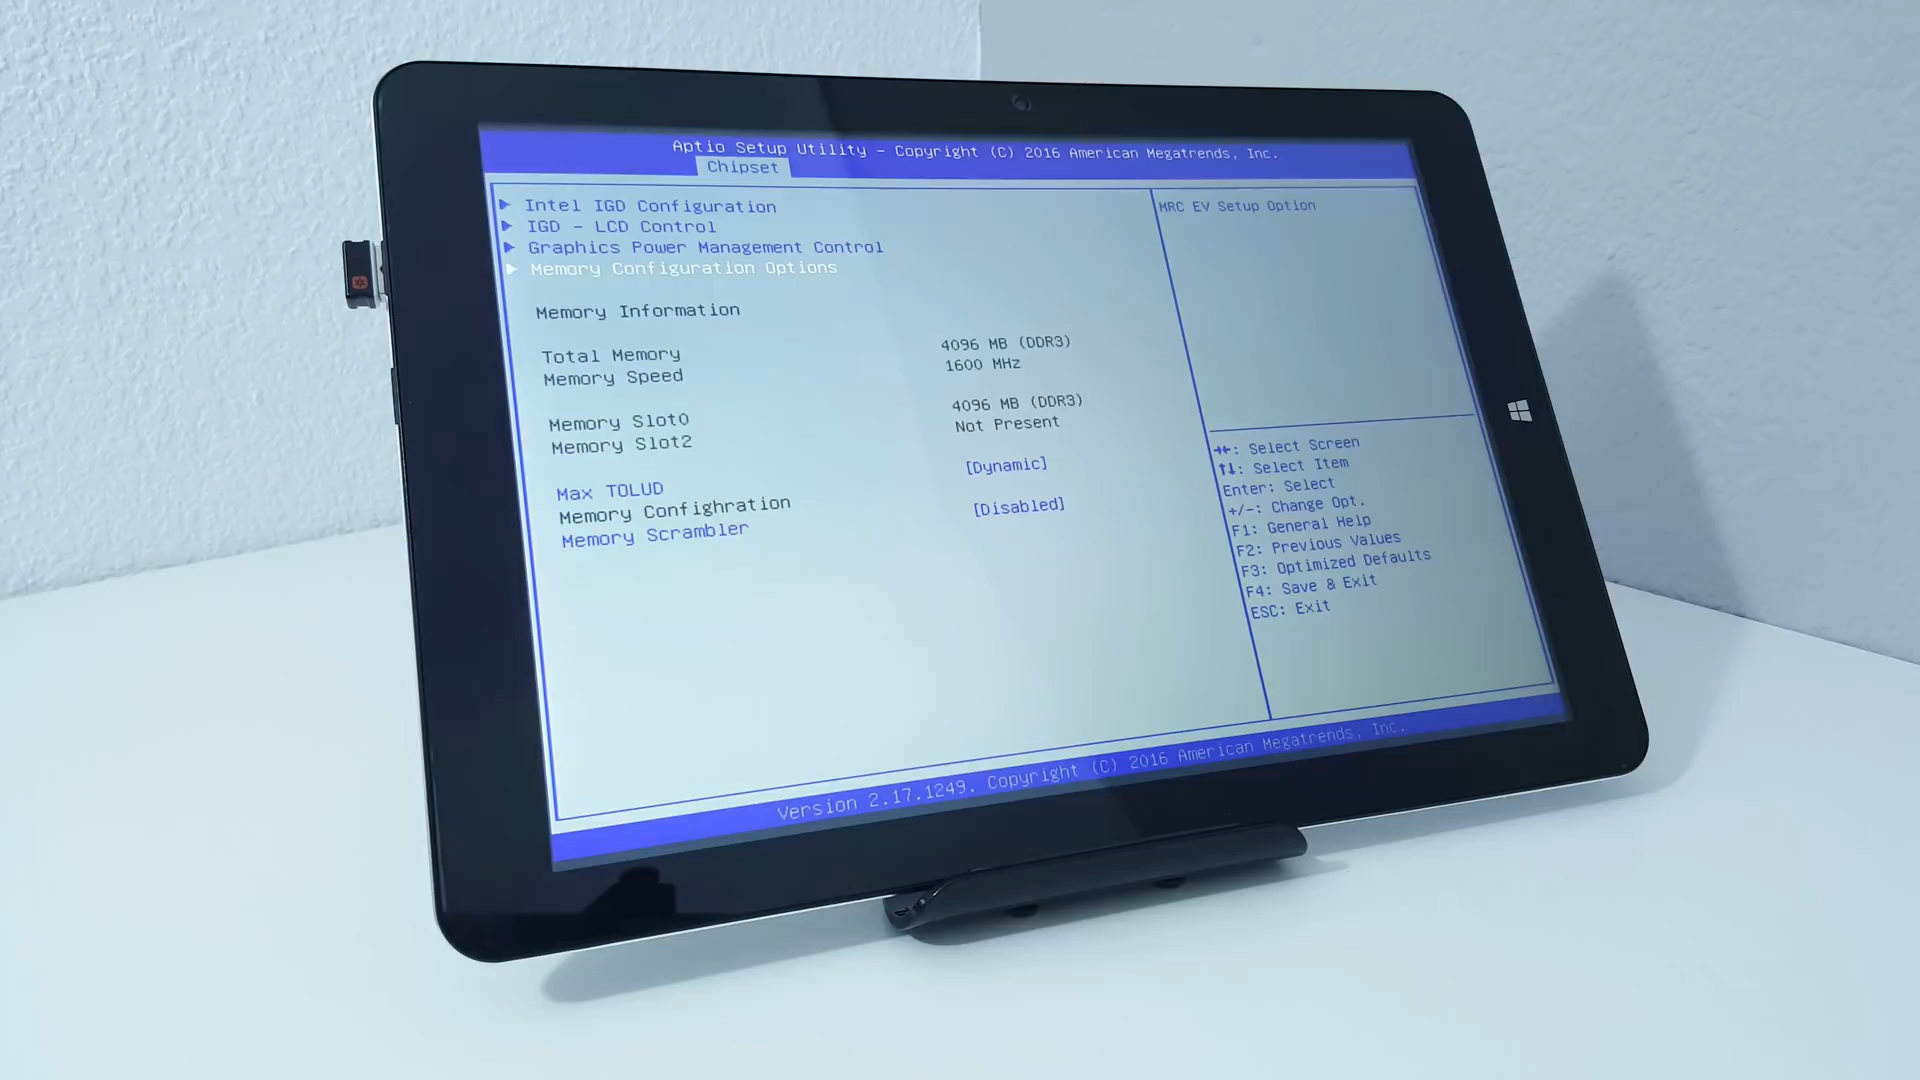 Aptio Setup Utility - Copyright (C) 2016 American Megatrends, Inc.
Chipset
Intel IGD Configuration
IGD - LCD Control
Graphics Power Management Control
Memory Configuration Options
Memory Information
Total Memory 4096 MB (DDR3)
Memory Speed 1600 MHz
Memory Slot0 4096 MB (DDR3)
Memory Slot2 Not Present
Max TOLUD [Dynamic]
Memory Confighration
Memory Scrambler [Disabled]
MRC EV Setup Option
→←: Select Screen
↑↓: Select Item
Enter: Select
+/-: Change Opt.
F1: General Help
F2: Previous Values
F3: Optimized Defaults
F4: Save & Exit
ESC: Exit
Version 2.17.1249. Copyright (C) 2016 American Megatrends, Inc.